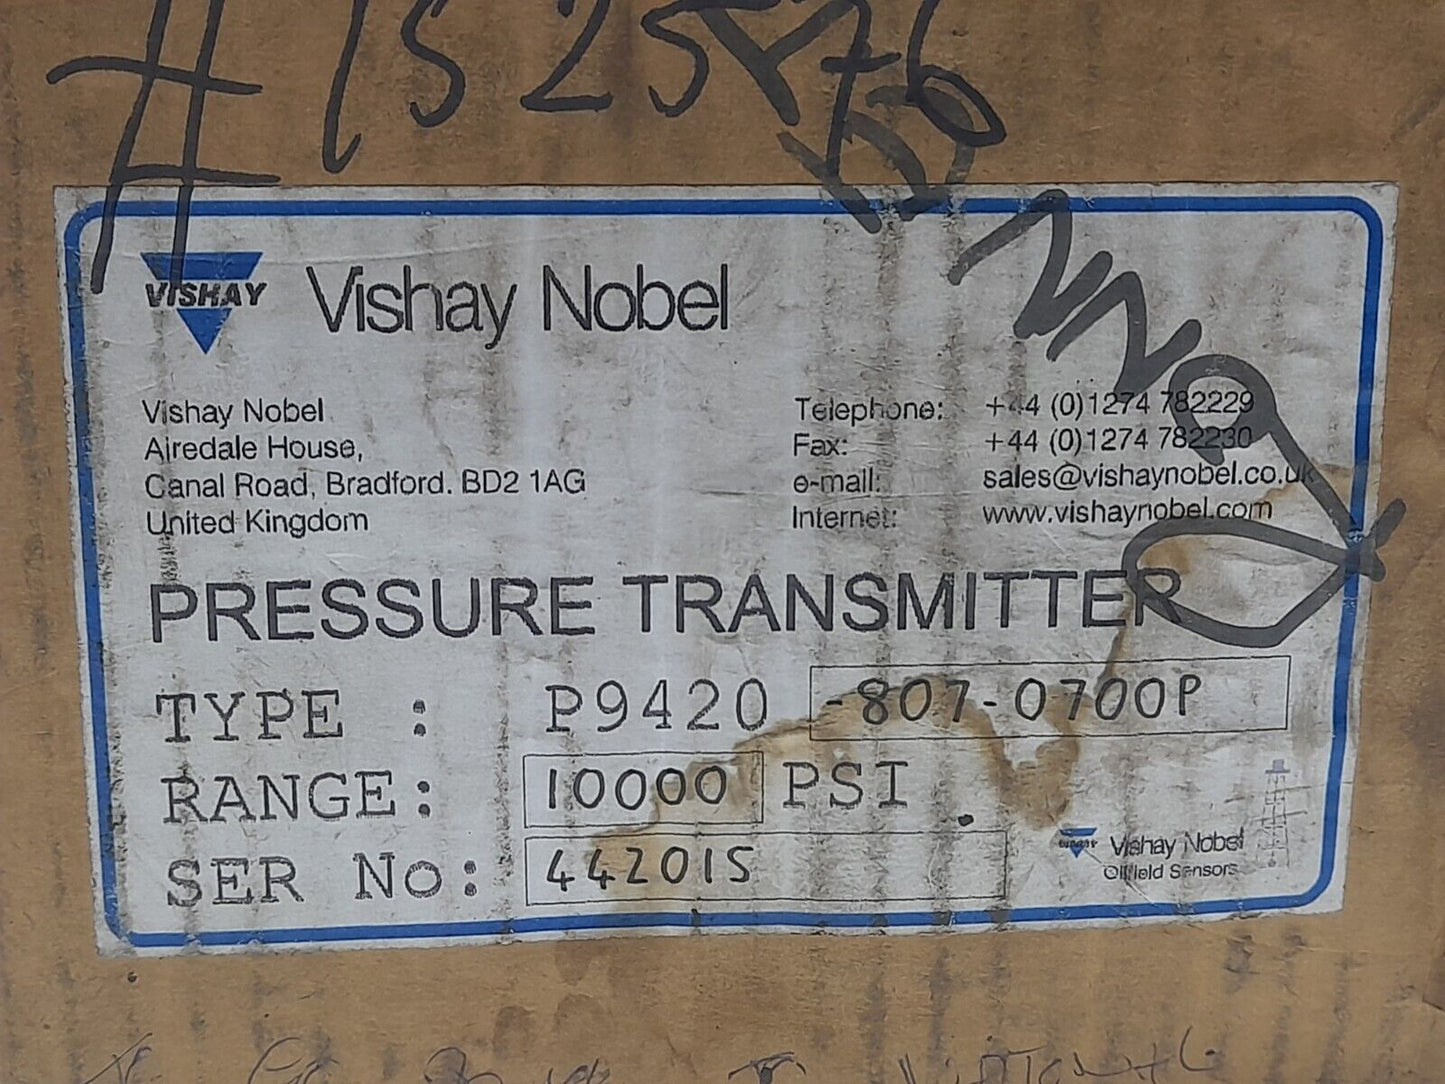 #152576
VISHAY
Vishay Nobel
Vishay Nobel
Airedale House,
Canal Road, Bradford. BD2 1AG
United Kingdom
Telephone: +44 (0)1274 782229
Fax: +44 (0)1274 782230
e-mail: sales@vishaynobel.co.uk
Internet: www.vishaynobel.com
PRESSURE TRANSMITTER
TYPE : P9420 -807-0700P
RANGE: 10000 PSI
SER No: 442015
VISHAY
Vishay Nobel
Oilfield Sensors